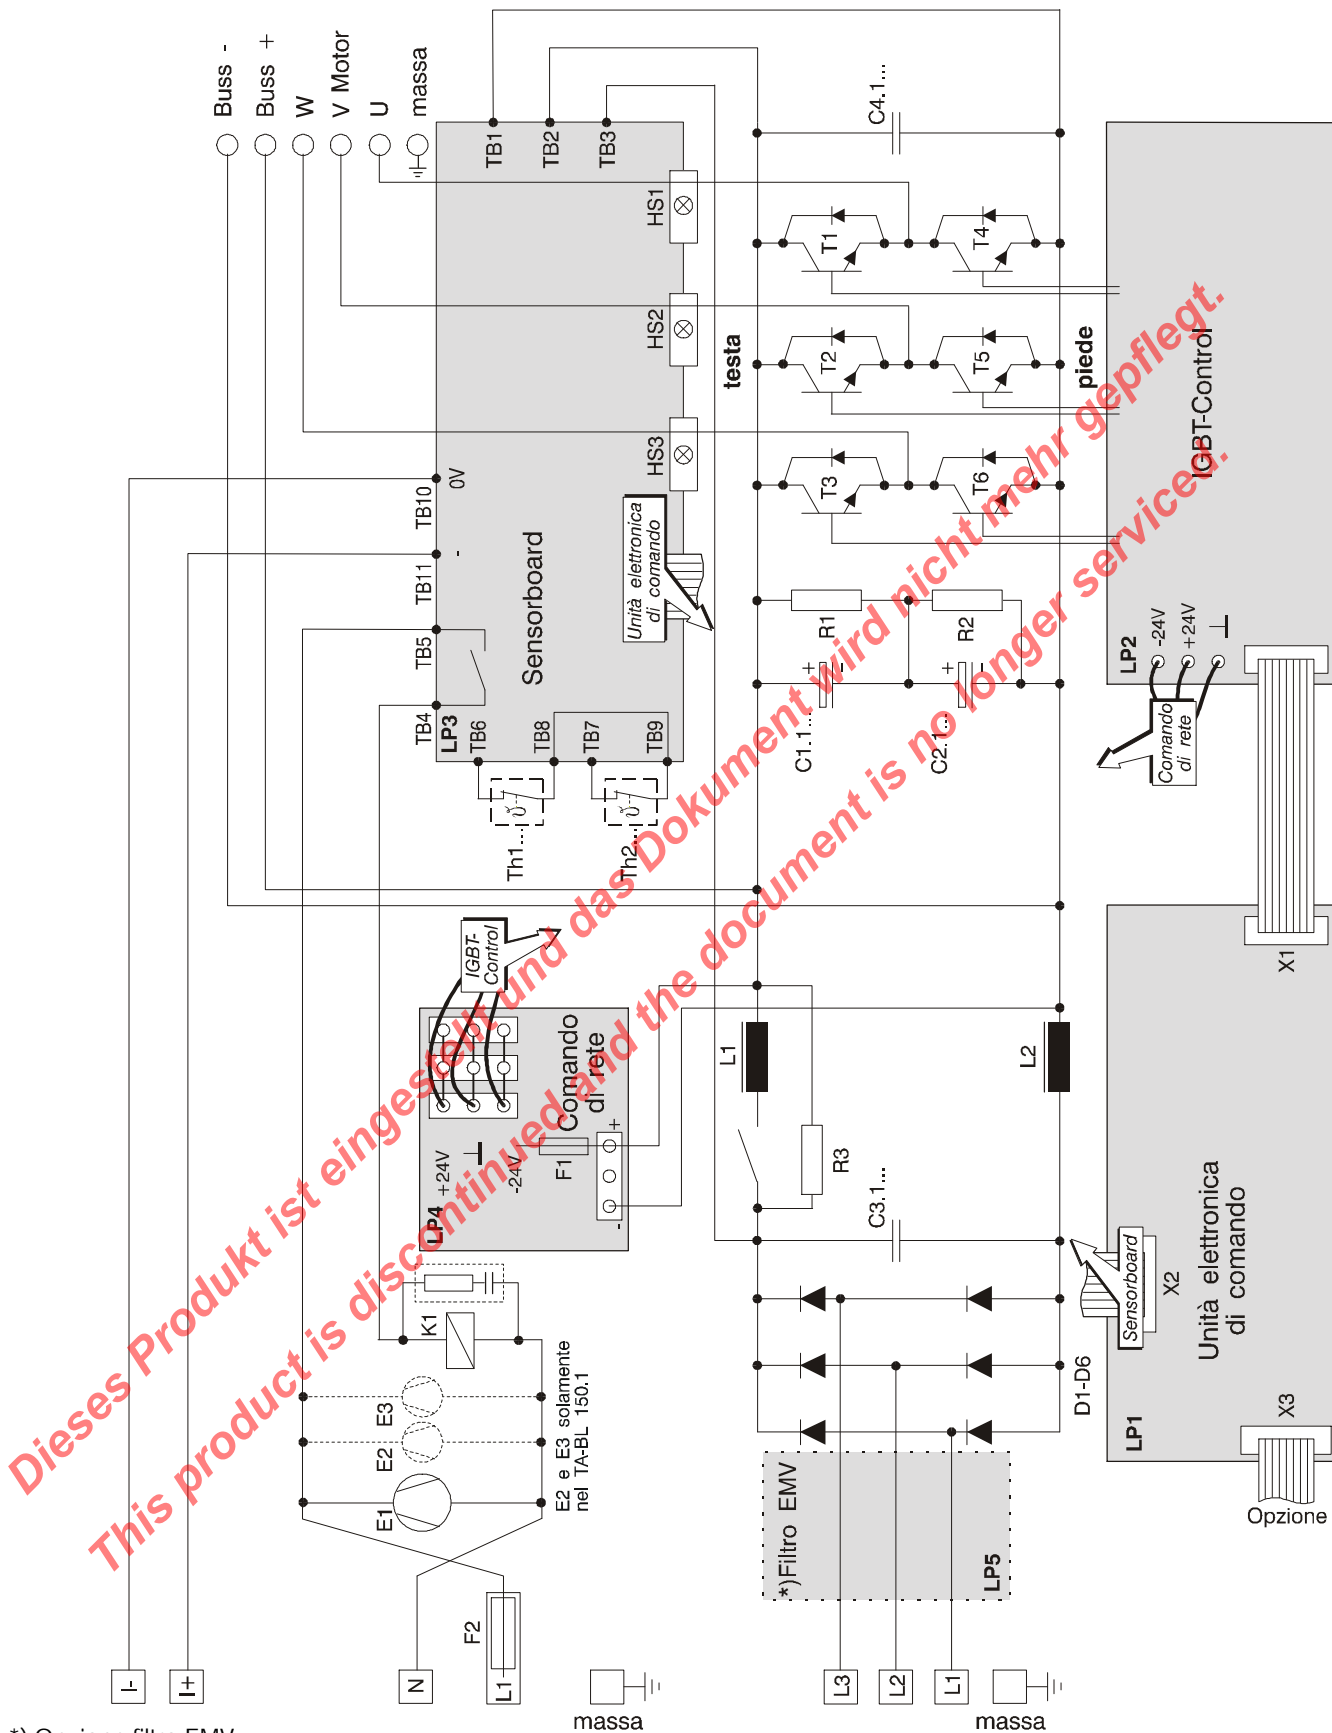 Buss -
Buss +
W
V Motor
U
massa
TB1
TB2
TB3
HS1
HS2
HS3
0V
TB10
-
TB11
TB5
TB4
Sensorboard
LP3
TB6
TB8
TB7
TB9
Unità elettronica
di comando
Th1...
Th2...
C4.1...
T1
T4
T2
T5
T3
T6
testa
piede
IGBT-Control
R1
R2
+
-
C1.1...
+
-
C2.1...
LP2
-24V
+24V
Comando
di rete
IGBT-
Control
Comando
di rete
LP4
+24V
-24V
F1
+
-
L1
L2
R3
C3.1...
K1
E3
E2
E1
E2 e E3 solamente
nel TA-BL 150.1
D1-D6
Sensorboard
X2
X1
X3
Unità elettronica
di comando
LP1
Opzione
*)Filtro EMV
LP5
F2
I-
I+
N
L1
massa
L3
L2
L1
massa
*) Opzione filtro EMV
Dieses Produkt ist eingestellt und das Dokument wird nicht mehr gepflegt.
This product is discontinued and the document is no longer serviced.